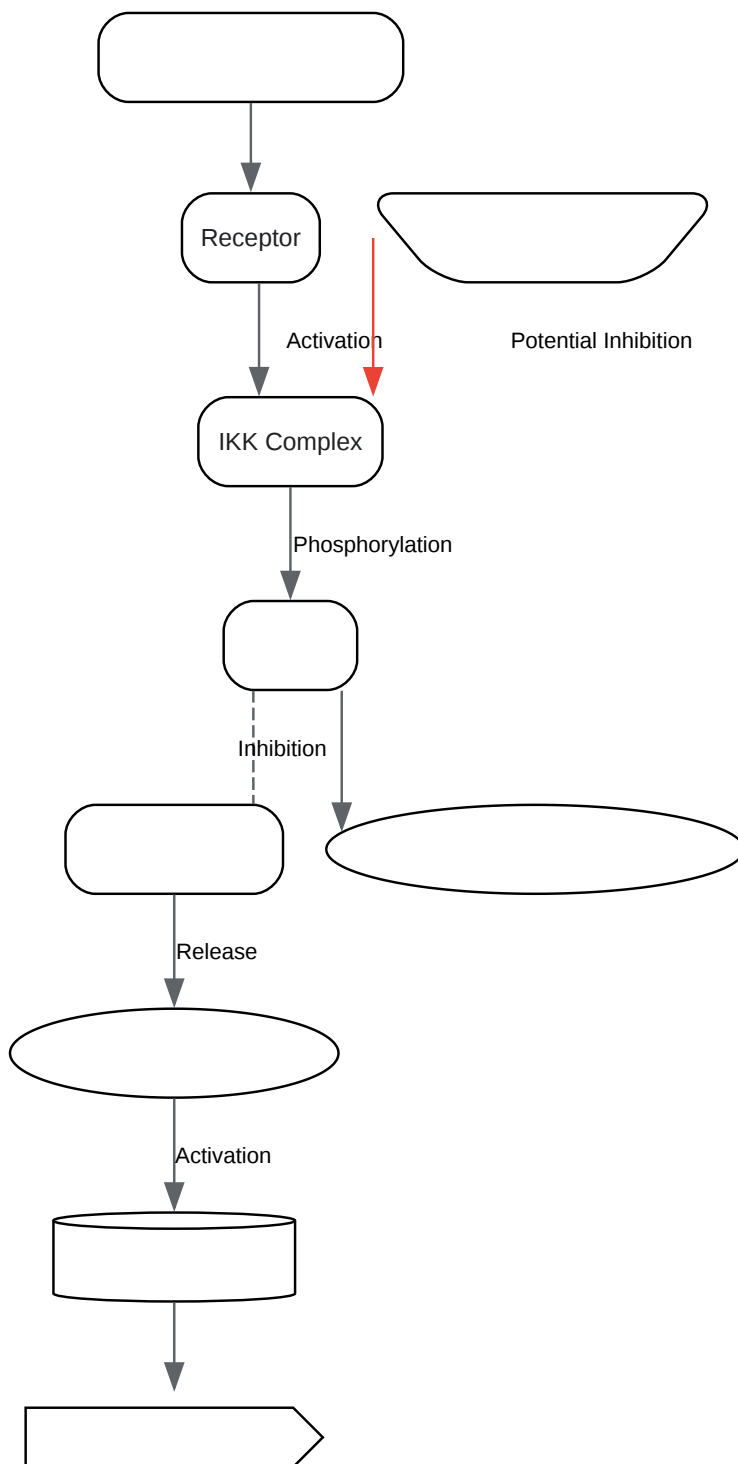 Receptor
Activation
Potential Inhibition
IKK Complex
Phosphorylation
Inhibition
Release
Activation